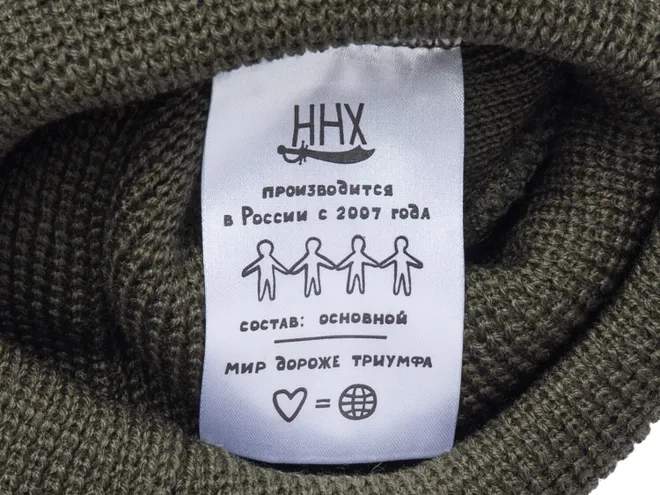 ННХ
ПРОИЗВОДИТСЯ
В РОССИИ С 2007 ГОДА
СОСТАВ: ОСНОВНОЙ
МИР ДОРОЖЕ ТРИУМФА
=